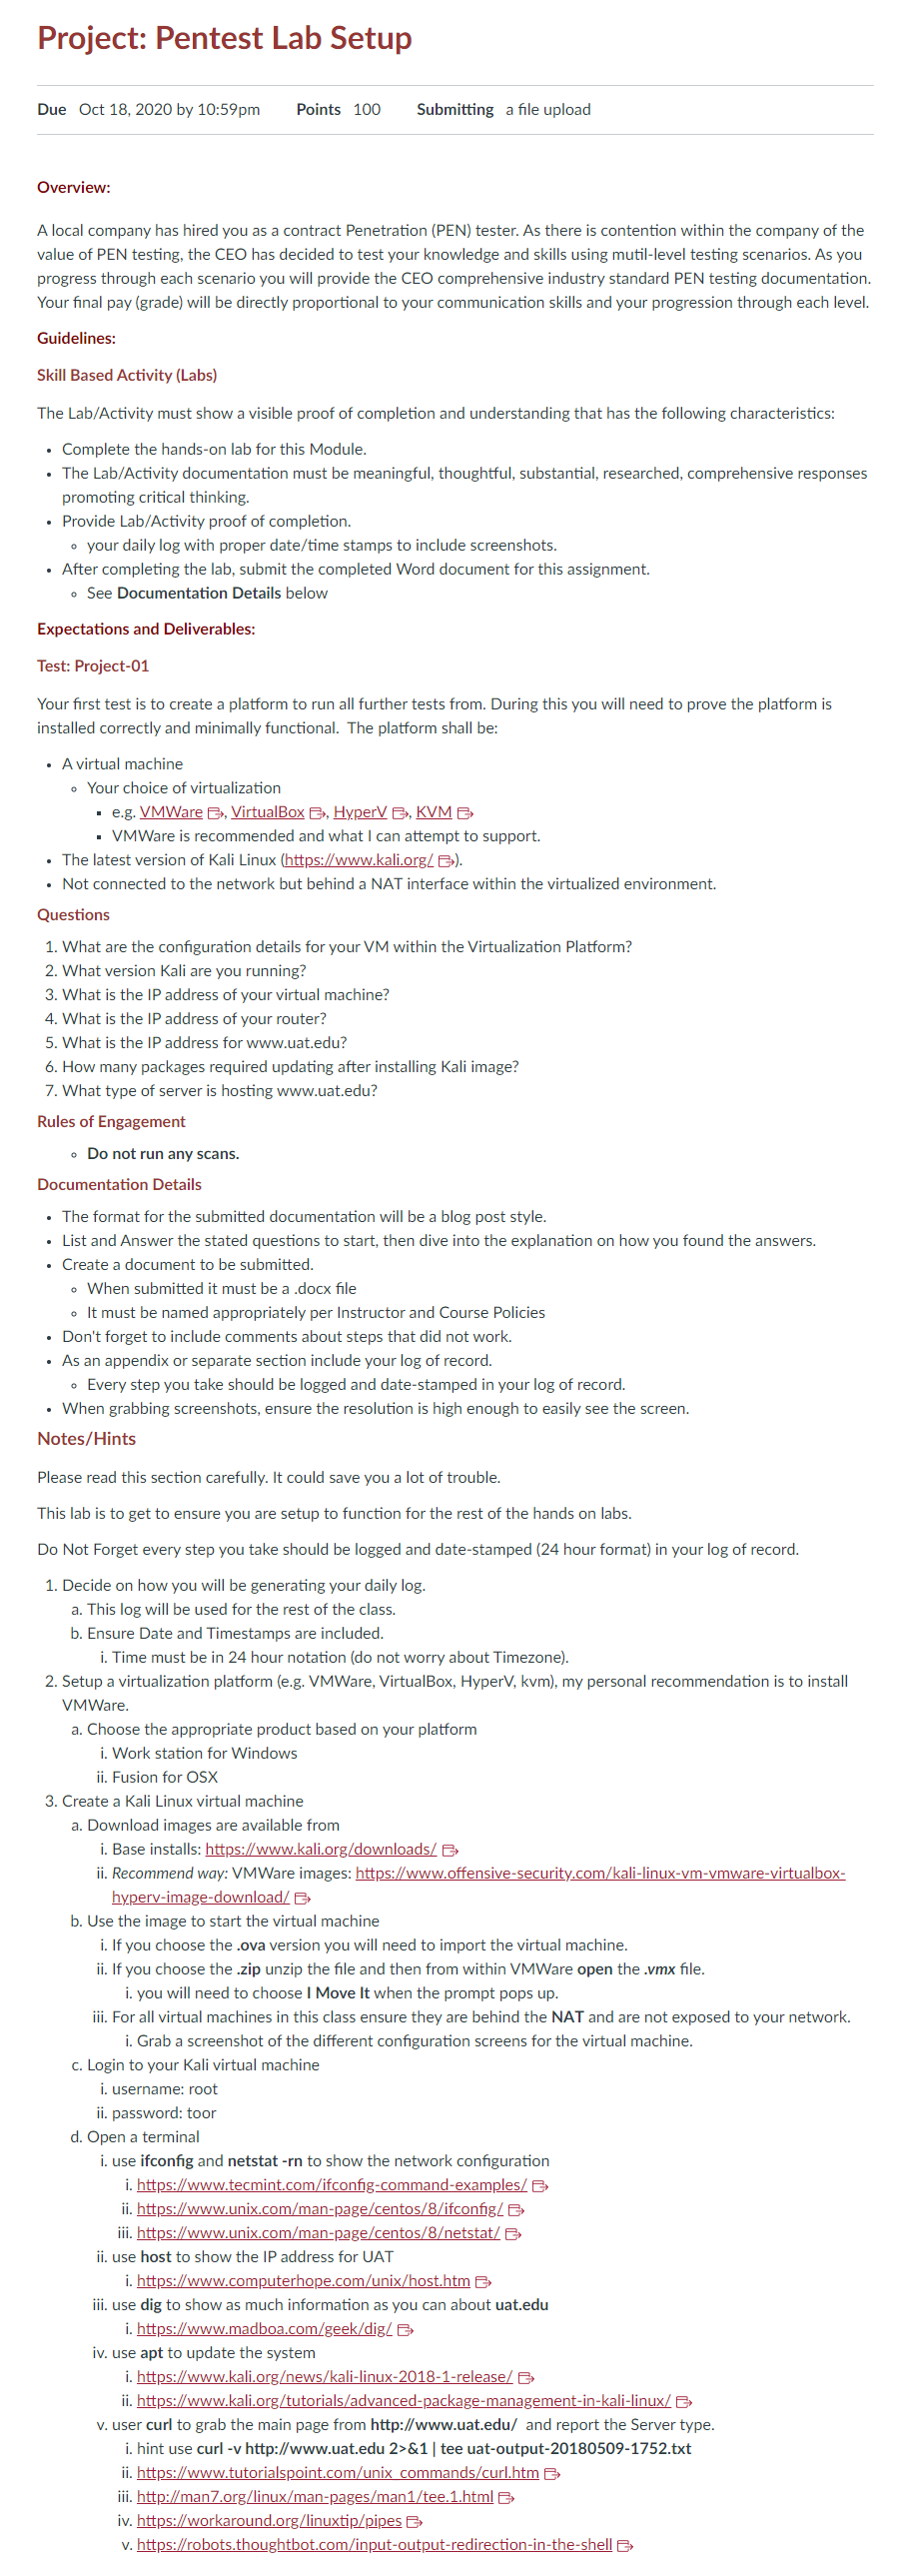 Project: Pentest Lab Setup
Due Oct 18, 2020 by 10:59pm Points 100 Submitting a file upload
Overview:
A local company has hired you as a contract Penetration (PEN) tester. As there is contention within the company of the
value of PEN testing, the CEO has decided to test your knowledge and skills using mutil-level testing scenarios. As you
progress through each scenario you will provide the CEO comprehensive industry standard PEN testing documentation.
Your final pay (grade) will be directly proportional to your communication skills and your progression through each level.
Guidelines:
Skill Based Activity (Labs)
The Lab/Activity must show a visible proof of completion and understanding that has the following characteristics:
• Complete the hands-on lab for this Module.
• The Lab/Activity documentation must be meaningful, thoughtful, substantial, researched, comprehensive responses
promoting critical thinking.
• Provide Lab/Activity proof of completion.
◦ your daily log with proper date/time stamps to include screenshots.
• After completing the lab, submit the completed Word document for this assignment.
◦ See Documentation Details below
Expectations and Deliverables:
Test: Project-01
Your first test is to create a platform to run all further tests from. During this you will need to prove the platform is
installed correctly and minimally functional. The platform shall be:
• A virtual machine
◦ Your choice of virtualization
▪ e.g. VMWare, VirtualBox, HyperV, KVM
▪ VMWare is recommended and what I can attempt to support.
• The latest version of Kali Linux (https://www.kali.org/).
• Not connected to the network but behind a NAT interface within the virtualized environment.
Questions
1. What are the configuration details for your VM within the Virtualization Platform?
2. What version Kali are you running?
3. What is the IP address of your virtual machine?
4. What is the IP address of your router?
5. What is the IP address for www.uat.edu?
6. How many packages required updating after installing Kali image?
7. What type of server is hosting www.uat.edu?
Rules of Engagement
◦ Do not run any scans.
Documentation Details
• The format for the submitted documentation will be a blog post style.
• List and Answer the stated questions to start, then dive into the explanation on how you found the answers.
• Create a document to be submitted.
◦ When submitted it must be a .docx file
◦ It must be named appropriately per Instructor and Course Policies
• Don't forget to include comments about steps that did not work.
• As an appendix or separate section include your log of record.
◦ Every step you take should be logged and date-stamped in your log of record.
• When grabbing screenshots, ensure the resolution is high enough to easily see the screen.
Notes/Hints
Please read this section carefully. It could save you a lot of trouble.
This lab is to get to ensure you are setup to function for the rest of the hands on labs.
Do Not Forget every step you take should be logged and date-stamped (24 hour format) in your log of record.
1. Decide on how you will be generating your daily log.
a. This log will be used for the rest of the class.
b. Ensure Date and Timestamps are included.
i. Time must be in 24 hour notation (do not worry about Timezone).
2. Setup a virtualization platform (e.g. VMWare, VirtualBox, HyperV, kvm), my personal recommendation is to install
VMWare.
a. Choose the appropriate product based on your platform
i. Work station for Windows
ii. Fusion for OSX
3. Create a Kali Linux virtual machine
a. Download images are available from
i. Base installs: https://www.kali.org/downloads/
ii. Recommend way: VMWare images: https://www.offensive-security.com/kali-linux-vm-vmware-virtualbox-
hyperv-image-download/
b. Use the image to start the virtual machine
i. If you choose the .ova version you will need to import the virtual machine.
ii. If you choose the .zip unzip the file and then from within VMWare open the .vmx file.
i. you will need to choose I Move It when the prompt pops up.
iii. For all virtual machines in this class ensure they are behind the NAT and are not exposed to your network.
i. Grab a screenshot of the different configuration screens for the virtual machine.
c. Login to your Kali virtual machine
i. username: root
ii. password: toor
d. Open a terminal
i. use ifconfig and netstat -rn to show the network configuration
i. https://www.tecmint.com/ifconfig-command-examples/
ii. https://www.unix.com/man-page/centos/8/ifconfig/
iii. https://www.unix.com/man-page/centos/8/netstat/
ii. use host to show the IP address for UAT
i. https://www.computerhope.com/unix/host.htm
iii. use dig to show as much information as you can about uat.edu
i. https://www.madboa.com/geek/dig/
iv. use apt to update the system
i. https://www.kali.org/news/kali-linux-2018-1-release/
ii. https://www.kali.org/tutorials/advanced-package-management-in-kali-linux/
v. user curl to grab the main page from http://www.uat.edu/ and report the Server type.
i. hint use curl -v http://www.uat.edu 2>&1 | tee uat-output-20180509-1752.txt
ii. https://www.tutorialspoint.com/unix_commands/curl.htm
iii. http://man7.org/linux/man-pages/man1/tee.1.html
iv. https://workaround.org/linuxtip/pipes
v. https://robots.thoughtbot.com/input-output-redirection-in-the-shell